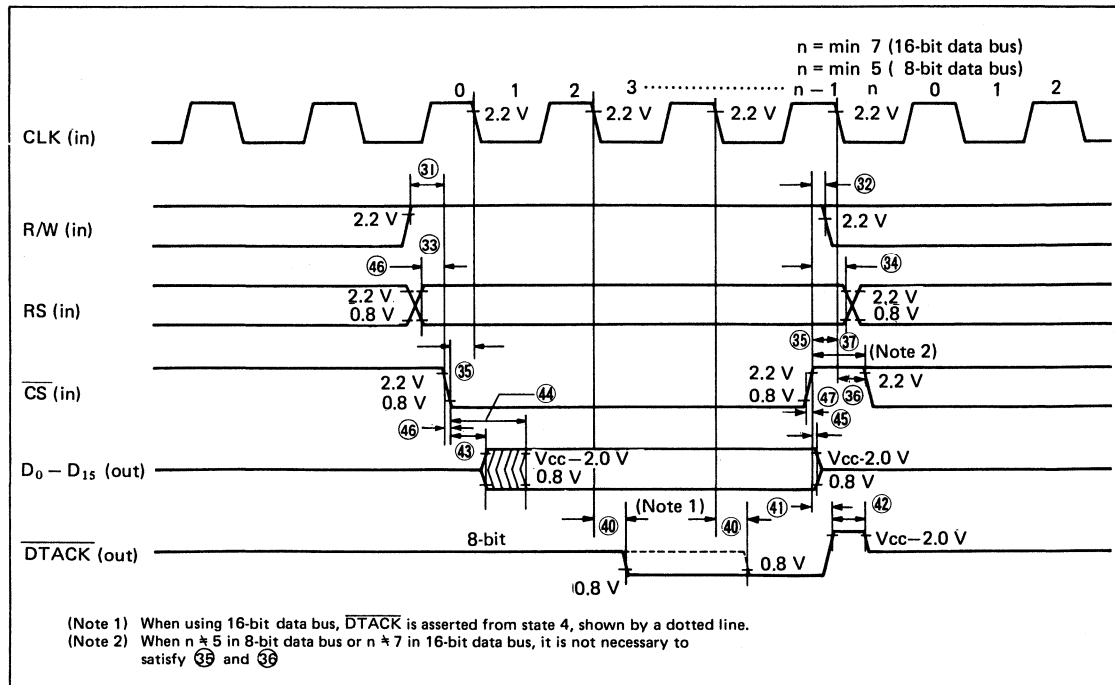 n = min 7 (16-bit data bus)
n = min 5 ( 8-bit data bus)
0 1 2 3 ·················· n – 1 n 0 1 2
CLK (in)
2.2 V 2.2 V 2.2 V 2.2 V
㉛ ㉜
R/W (in)
2.2 V 2.2 V
㊻ ㉝ ㉞
RS (in)
2.2 V 2.2 V
0.8 V 0.8 V
㉟ ㊲ (Note 2)
㉟
CS (in)
2.2 V 2.2 V 2.2 V
0.8 V 0.8 V
㊹ ㊼ ㊱
㊻ ㊸ ㊺
D₀ – D₁₅ (out)
Vcc–2.0 V Vcc-2.0 V
0.8 V 0.8 V
(Note 1)
㊵ ㊵ ㊶ ㊷
DTACK (out)
8-bit
Vcc–2.0 V
0.8 V
0.8 V
(Note 1) When using 16-bit data bus, DTACK is asserted from state 4, shown by a dotted line.
(Note 2) When n ≒ 5 in 8-bit data bus or n ≒ 7 in 16-bit data bus, it is not necessary to
satisfy ㉟ and ㊱